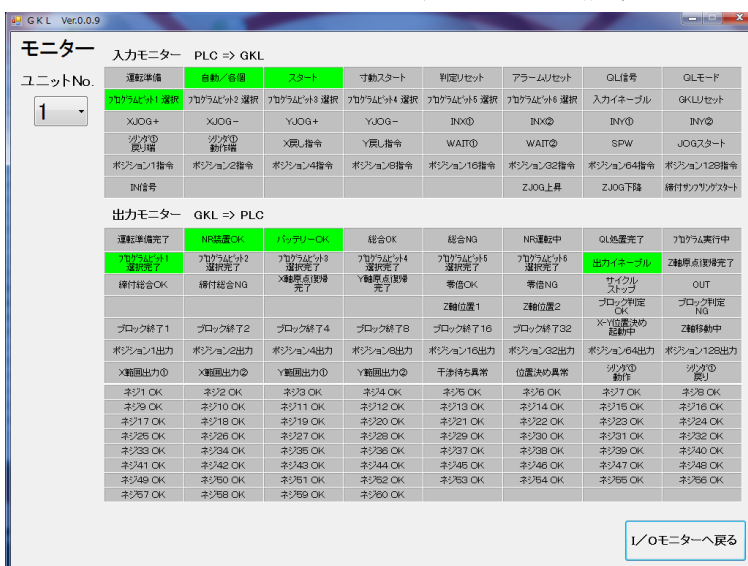 GKL Ver.0.0.9
モニター
入力モニター PLC => GKL
ユニットNo.
1
運転準備 自動／各個 スタート 寸動スタート 判定リセット アラームリセット QL信号 QLモード
プログラムビット1 選択 プログラムビット2 選択 プログラムビット3 選択 プログラムビット4 選択 プログラムビット5 選択 プログラムビット6 選択 入力イネーブル GKLリセット
XJOG+ XJOG- YJOG+ YJOG- INX① INX② INY① INY②
シリンダ① 戻り端 シリンダ① 動作端 X戻し指令 Y戻し指令 WAIT① WAIT② SPW JOGスタート
ポジション1指令 ポジション2指令 ポジション4指令 ポジション8指令 ポジション16指令 ポジション32指令 ポジション64指令 ポジション128指令
IN信号 ZJOG上昇 ZJOG下降 締付サンプリングスタート
出力モニター GKL => PLC
運転準備完了 NR装置OK バッテリーOK 総合OK 総合NG NR運転中 QL処置完了 プログラム実行中
プログラムビット1 選択完了 プログラムビット2 選択完了 プログラムビット3 選択完了 プログラムビット4 選択完了 プログラムビット5 選択完了 プログラムビット6 選択完了 出力イネーブル Z軸原点復帰完了
締付総合OK 締付総合NG X軸原点復帰 完了 Y軸原点復帰 完了 零倍OK 零倍NG サイクル ストップ OUT
Z軸位置1 Z軸位置2 ブロック判定 OK ブロック判定 NG
ブロック終了1 ブロック終了2 ブロック終了4 ブロック終了8 ブロック終了16 ブロック終了32 X-Y位置決め 起動中 Z軸移動中
ポジション1出力 ポジション2出力 ポジション4出力 ポジション8出力 ポジション16出力 ポジション32出力 ポジション64出力 ポジション128出力
X範囲出力① X範囲出力② Y範囲出力① Y範囲出力② 干渉待ち異常 位置決め異常 シリンダ① 動作 シリンダ① 戻り
ネジ1 OK ネジ2 OK ネジ3 OK ネジ4 OK ネジ5 OK ネジ6 OK ネジ7 OK ネジ8 OK
ネジ9 OK ネジ10 OK ネジ11 OK ネジ12 OK ネジ13 OK ネジ14 OK ネジ15 OK ネジ16 OK
ネジ17 OK ネジ18 OK ネジ19 OK ネジ20 OK ネジ21 OK ネジ22 OK ネジ23 OK ネジ24 OK
ネジ25 OK ネジ26 OK ネジ27 OK ネジ28 OK ネジ29 OK ネジ30 OK ネジ31 OK ネジ32 OK
ネジ33 OK ネジ34 OK ネジ35 OK ネジ36 OK ネジ37 OK ネジ38 OK ネジ39 OK ネジ40 OK
ネジ41 OK ネジ42 OK ネジ43 OK ネジ44 OK ネジ45 OK ネジ46 OK ネジ47 OK ネジ48 OK
ネジ49 OK ネジ50 OK ネジ51 OK ネジ52 OK ネジ53 OK ネジ54 OK ネジ55 OK ネジ56 OK
ネジ57 OK ネジ58 OK ネジ59 OK ネジ60 OK
I／Oモニターへ戻る